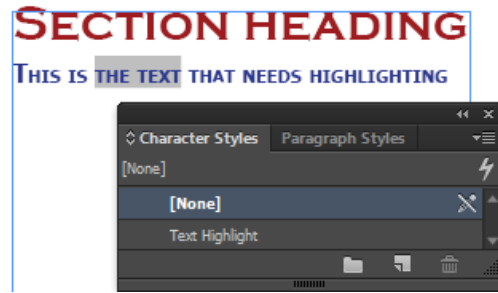 SECTION HEADING
THIS IS THE TEXT THAT NEEDS HIGHLIGHTING
Character Styles Paragraph Styles
[None]
[None]
Text Highlight